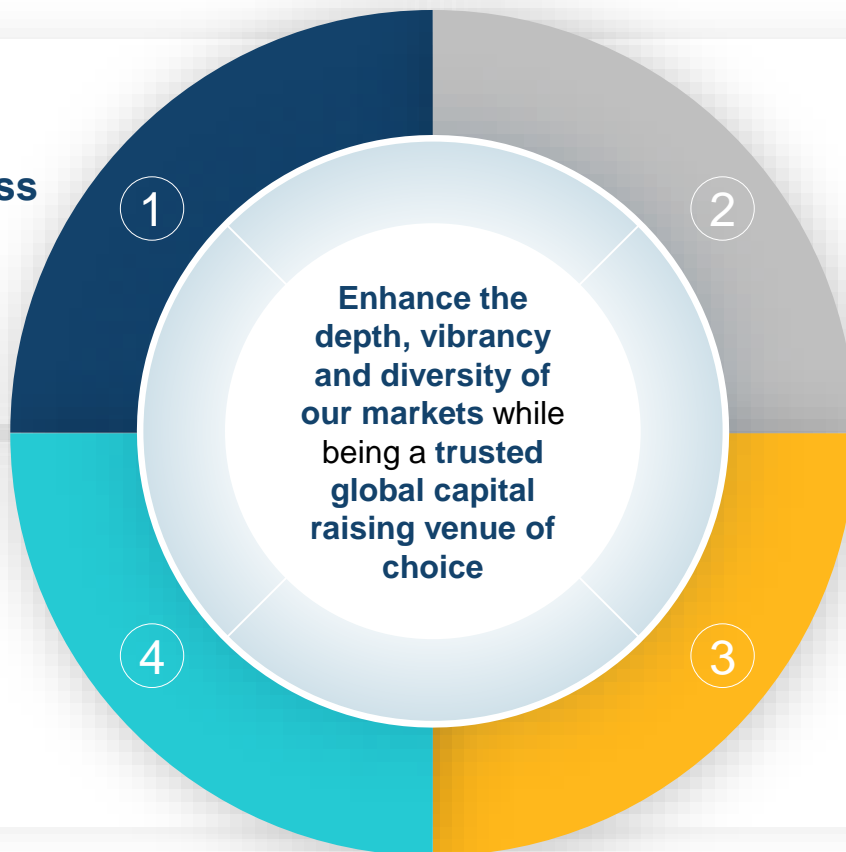 ss
1
2
Enhance the
depth, vibrancy
and diversity of
our markets while
being a trusted
global capital
raising venue of
choice
4
3